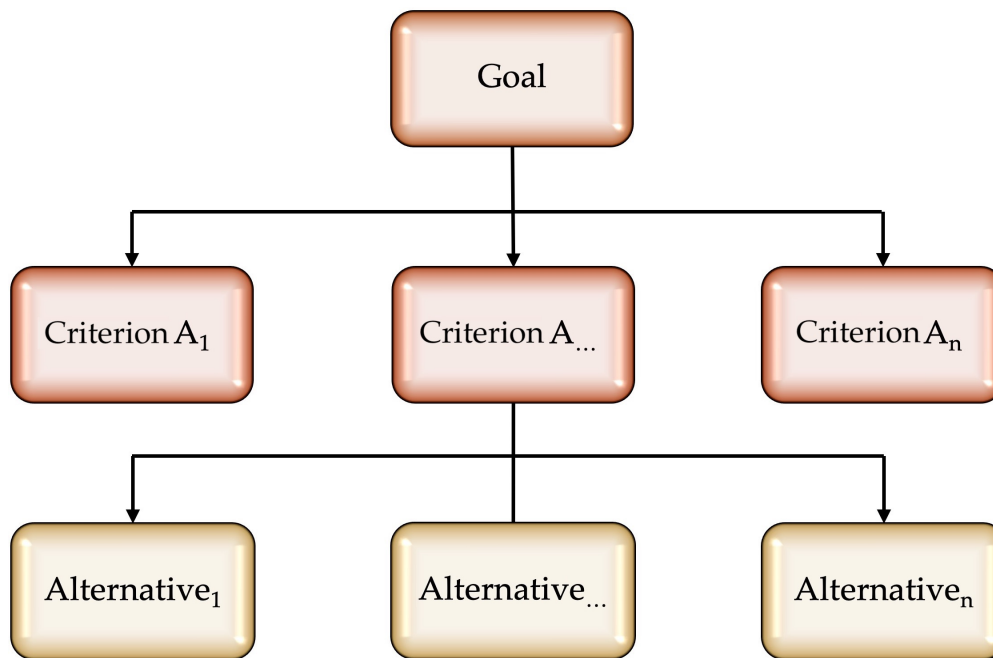 Goal
Criterion A₁
Criterion A...
Criterion Aₙ
Alternative₁
Alternative...
Alternativeₙ